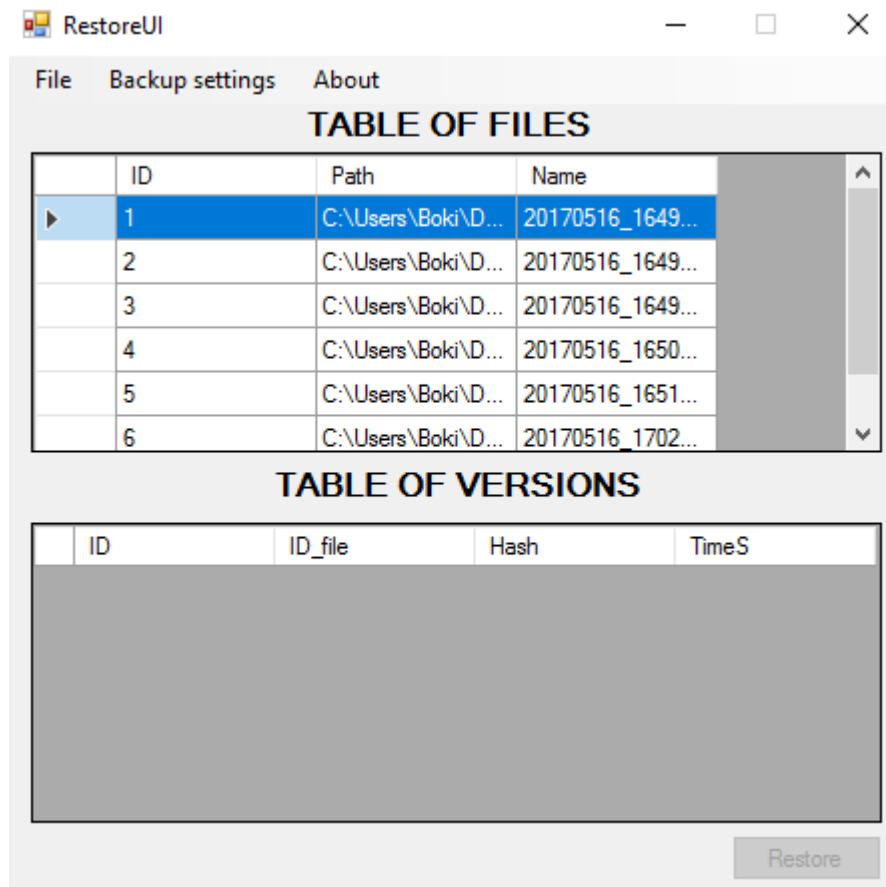 RestoreUI
File Backup settings About
TABLE OF FILES
ID Path Name
1 C:\Users\Boki\D... 20170516_1649...
2 C:\Users\Boki\D... 20170516_1649...
3 C:\Users\Boki\D... 20170516_1649...
4 C:\Users\Boki\D... 20170516_1650...
5 C:\Users\Boki\D... 20170516_1651...
6 C:\Users\Boki\D... 20170516_1702...
TABLE OF VERSIONS
ID ID_file Hash TimeS
Restore